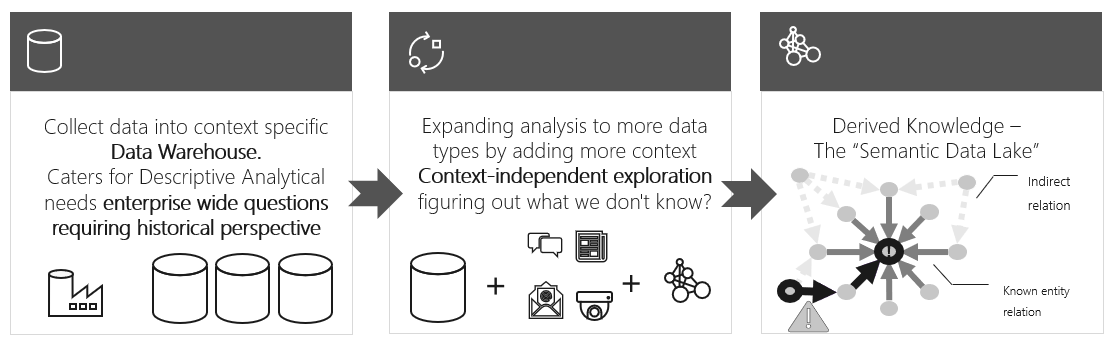 Collect data into context specific
Data Warehouse.
Caters for Descriptive Analytical
needs enterprise wide questions
requiring historical perspective
Expanding analysis to more data
types by adding more context
Context-independent exploration
figuring out what we don't know?
+
+
Derived Knowledge –
The “Semantic Data Lake”
Indirect
relation
Known entity
relation